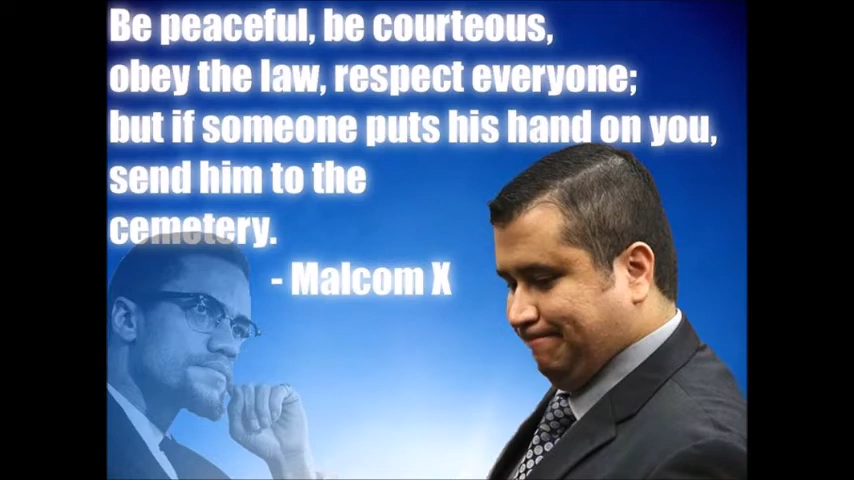 Be peaceful, be courteous,
obey the law, respect everyone;
but if someone puts his hand on you,
send him to the
cemetery.
- Malcom X